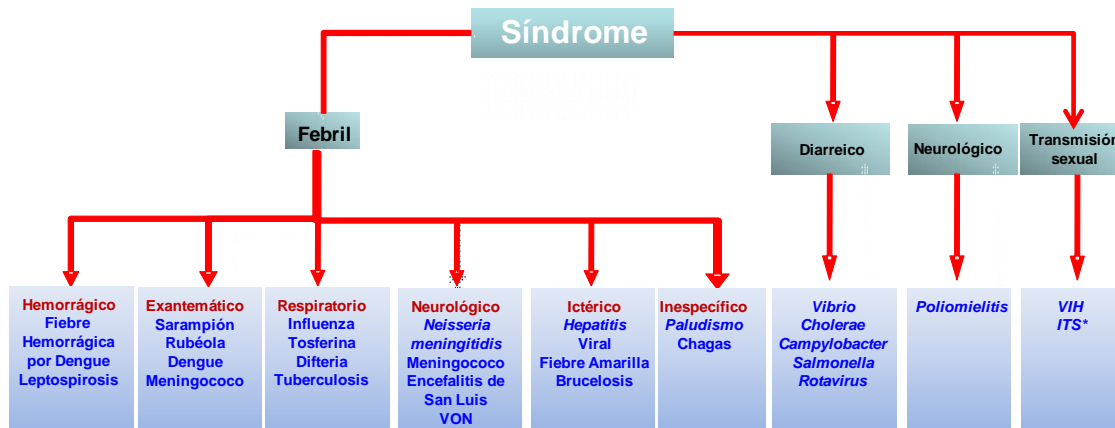 Síndrome
Febril
Diarreico
Neurológico
Transmisión
sexual
Hemorrágico
Fiebre
Hemorrágica
por Dengue
Leptospirosis
Exantemático
Sarampión
Rubéola
Dengue
Meningococo
Respiratorio
Influenza
Tosferina
Difteria
Tuberculosis
Neurológico
Neisseria
meningitidis
Meningococo
Encefalitis de
San Luis
VON
Ictérico
Hepatitis
Viral
Fiebre Amarilla
Brucelosis
Inespecífico
Paludismo
Chagas
Vibrio
Cholerae
Campylobacter
Salmonella
Rotavirus
Poliomielitis
VIH
ITS*